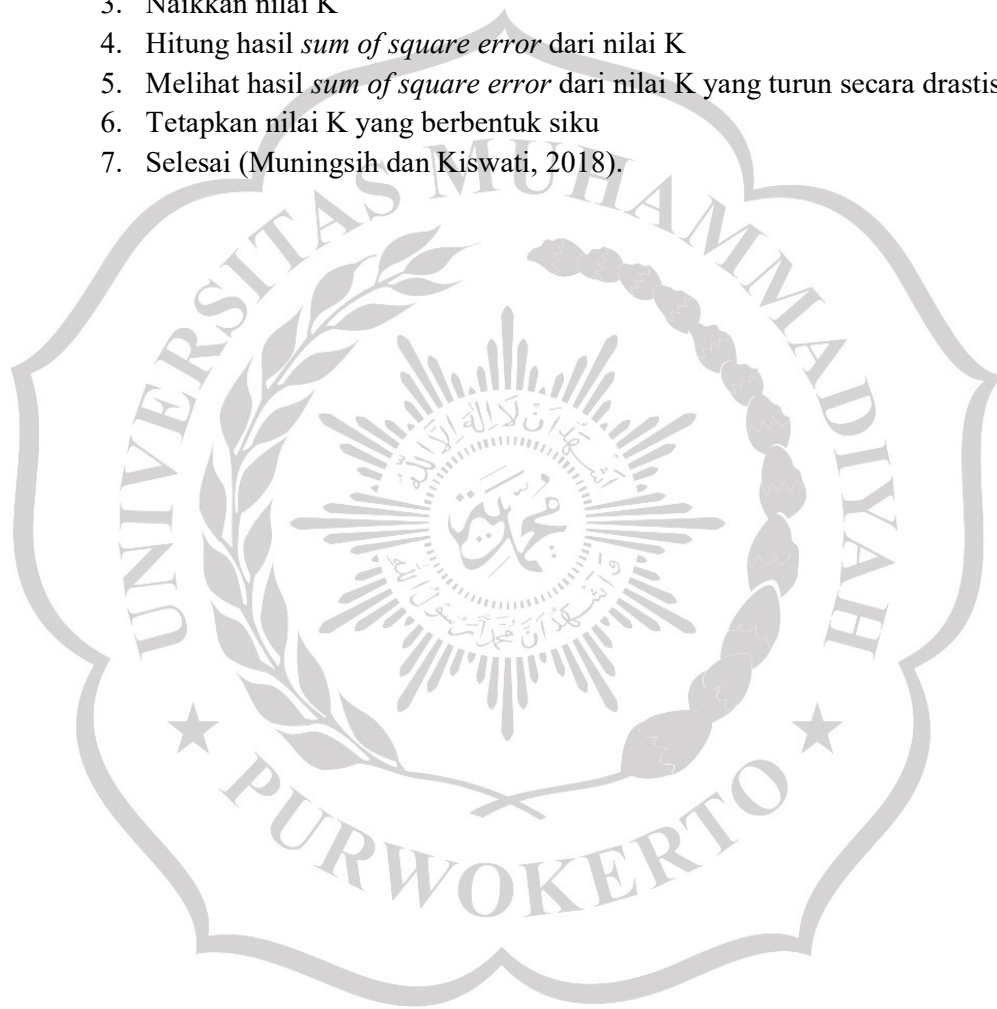 3. Naikkan nilai K
4. Hitung hasil sum of square error dari nilai K
5. Melihat hasil sum of square error dari nilai K yang turun secara drastis
6. Tetapkan nilai K yang berbentuk siku
7. Selesai (Muningsih dan Kiswati, 2018).
UNIVERSITAS MUHAMMADIYAH
PURWOKERTO